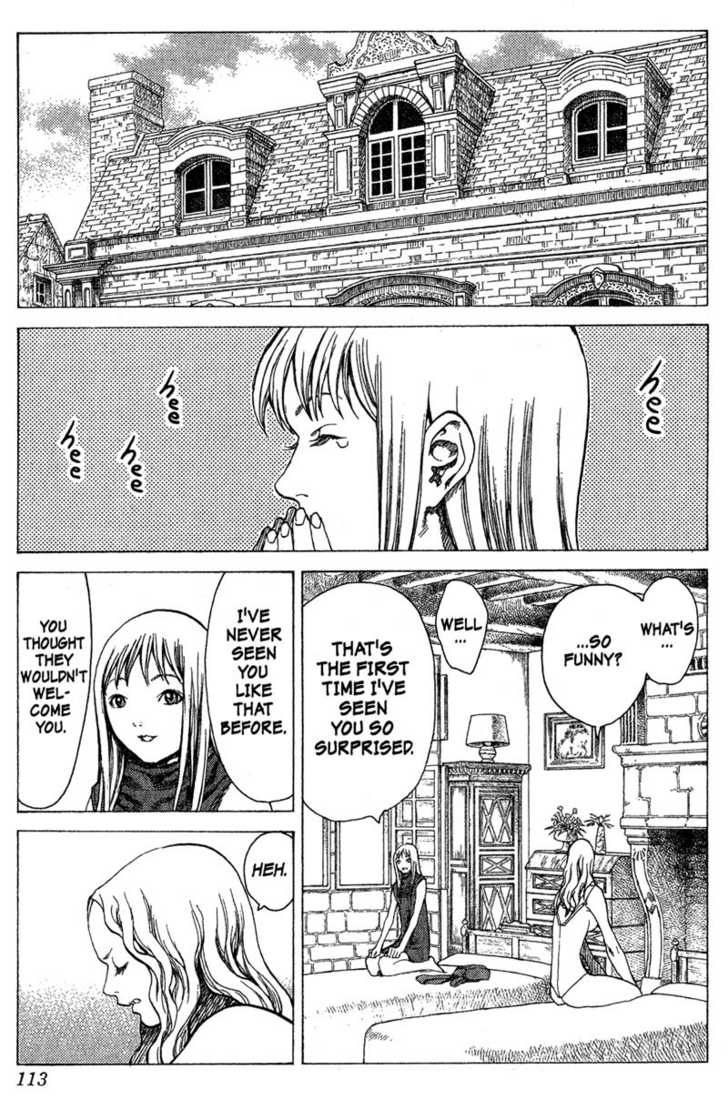 hee
hee
hee
hee
WHAT'S
...
...SO
FUNNY?
WELL
...
THAT'S
THE FIRST
TIME I'VE
SEEN
YOU SO
SURPRISED.
I'VE
NEVER
SEEN
YOU
LIKE
THAT
BEFORE.
YOU
THOUGHT
THEY
WOULDN'T
WEL-
COME
YOU.
HEH.
113